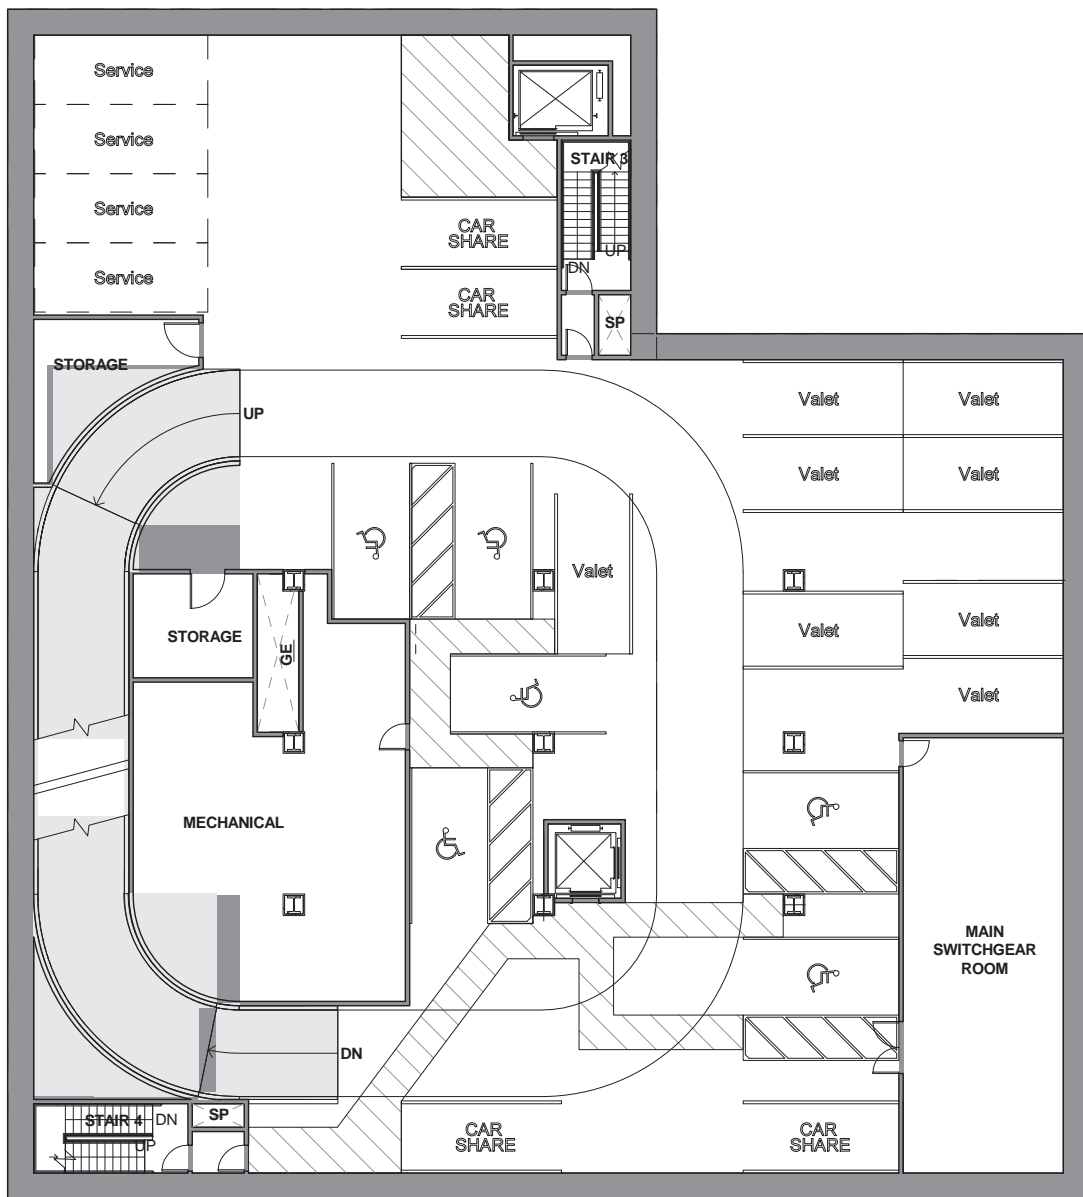 Service
STAIR 3
Service
Service
CAR
SHARE
UP
DN
Service
CAR
SHARE
SP
STORAGE
UP
Valet
Valet
Valet
Valet
Valet
STORAGE
GE
Valet
Valet
Valet
MECHANICAL
MAIN
SWITCHGEAR
ROOM
DN
STAIR 4
DN
SP
UP
CAR
SHARE
CAR
SHARE